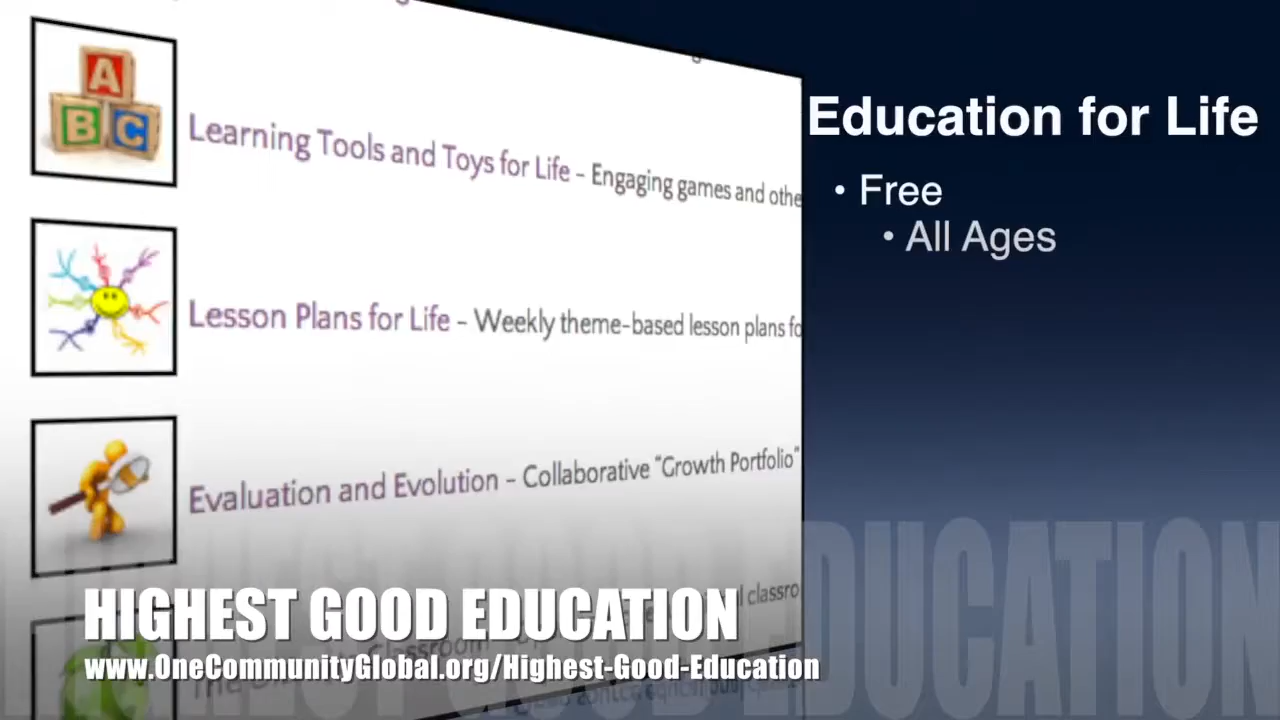 A
B C
Learning Tools and Toys for Life – Engaging games and othe
Lesson Plans for Life – Weekly theme-based lesson plans fo
Evaluation and Evolution – Collaborative "Growth Portfolio"
classro
Education for Life
• Free
• All Ages
HIGHEST GOOD EDUCATION
www.OneCommunityGlobal.org/Highest-Good-Education
EDUCATION